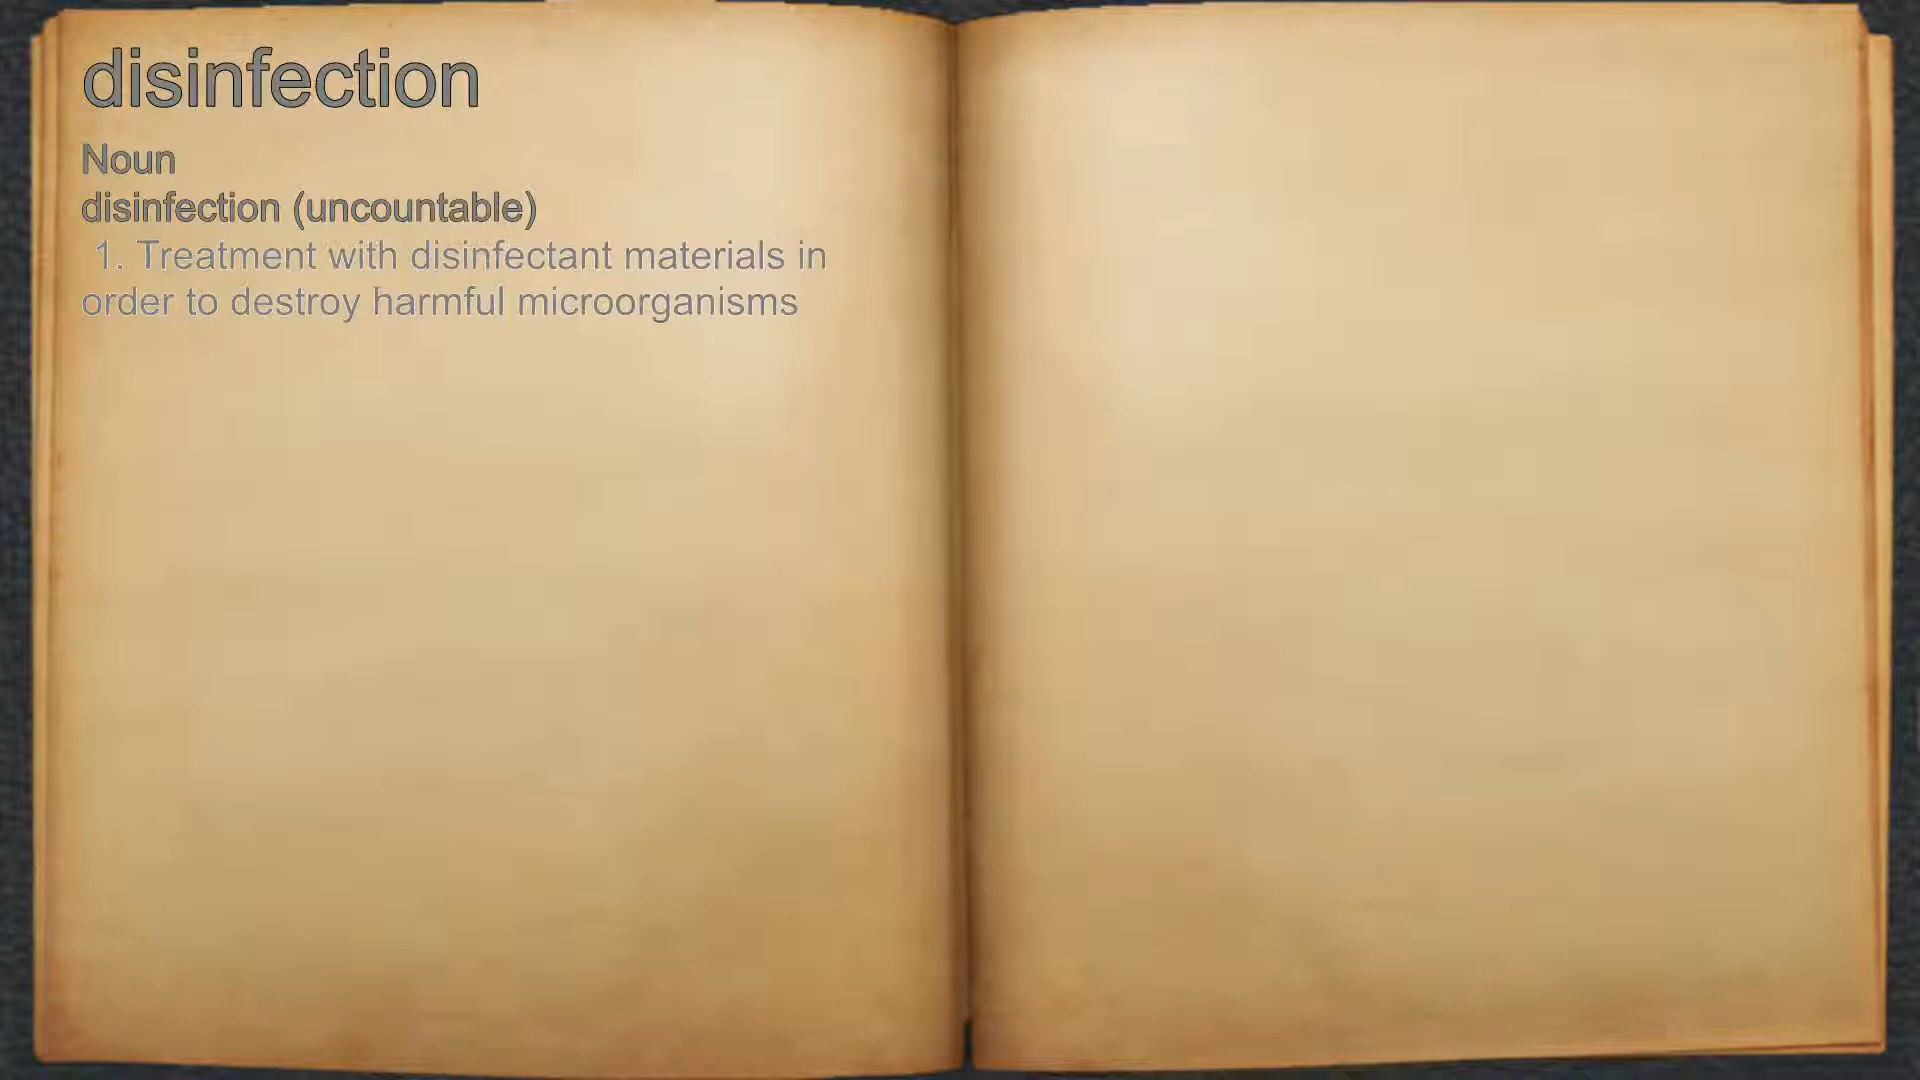 disinfection
Noun
disinfection (uncountable)
1. Treatment with disinfectant materials in
order to destroy harmful microorganisms